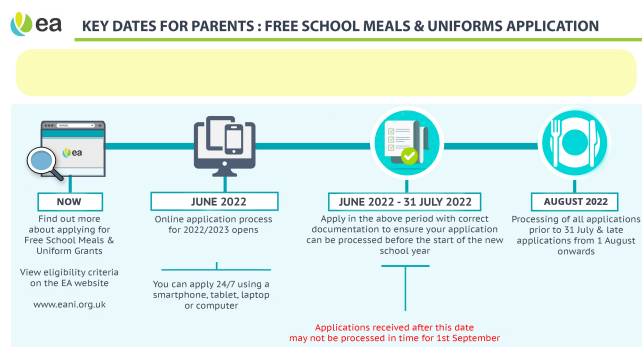 ea
KEY DATES FOR PARENTS : FREE SCHOOL MEALS & UNIFORMS APPLICATION
ea
NOW
Find out more
about applying for
Free School Meals &
Uniform Grants
View eligibility criteria
on the EA website
www.eani.org.uk
JUNE 2022
Online application process
for 2022/2023 opens
You can apply 24/7 using a
smartphone, tablet, laptop
or computer
JUNE 2022 - 31 JULY 2022
Apply in the above period with correct
documentation to ensure your application
can be processed before the start of the new
school year
Applications received after this date
may not be processed in time for 1st September
AUGUST 2022
Processing of all applications
prior to 31 July & late
applications from 1 August
onwards